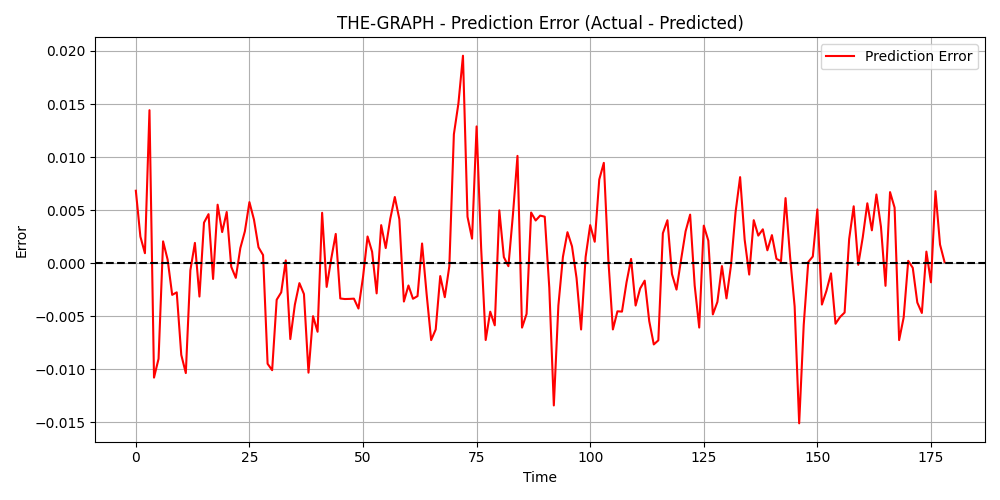 THE-GRAPH - Prediction Error (Actual - Predicted)
Prediction Error
Error
0.020
0.015
0.010
0.005
0.000
−0.005
−0.010
−0.015
0 25 50 75 100 125 150 175
Time